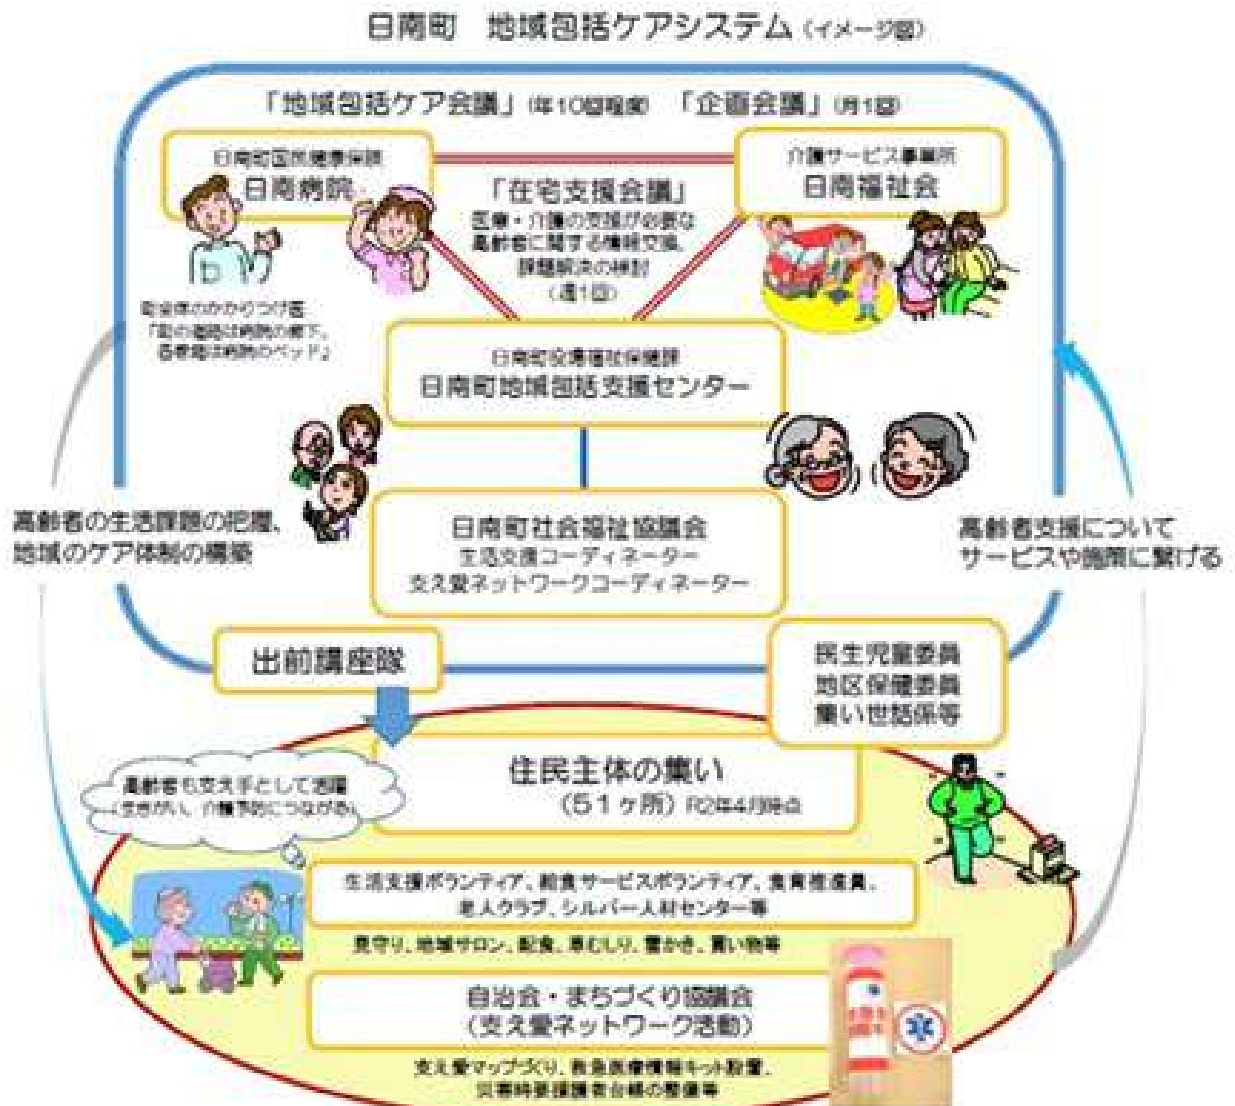 日南町 地域包括ケアシステム（イメージ図）
「地域包括ケア会議」（年10回程度） 「企画会議」（月1回）
日南町国民健康保険
日南病院
介護サービス事業所
日南福祉会
「在宅支援会議」
医療・介護の支援が必要な
高齢者に関する情報交換、
課題解決の検討
（週1回）
町全体のかかりつけ医
「町の道路は病院の廊下、
各家庭は病院のベッド」
日南町役場福祉保健課
日南町地域包括支援センター
高齢者の生活課題の把握、
地域のケア体制の構築
日南町社会福祉協議会
生活支援コーディネーター
支え愛ネットワークコーディネーター
高齢者支援について
サービスや施策に繋げる
出前講座隊
民生児童委員
地区保健委員
集い世話係等
住民主体の集い
（51ヶ所）R2年4月時点
高齢者も支え手として活躍
（生きがい、介護予防につながる）
生活支援ボランティア、給食サービスボランティア、食育推進員、
老人クラブ、シルバー人材センター等
見守り、地域サロン、配食、草むしり、雪かき、買い物等
自治会・まちづくり協議会
（支え愛ネットワーク活動）
支え愛マップづくり、救急医療情報キット設置、
災害時要援護者台帳の整備等